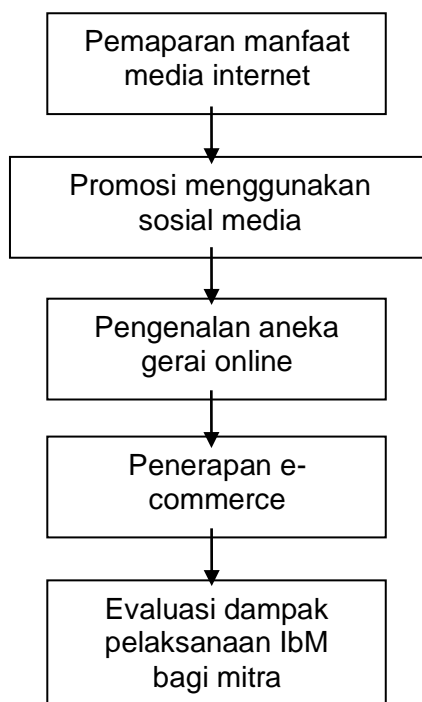 Pemaparan manfaat
media internet
Promosi menggunakan
sosial media
Pengenalan aneka
gerai online
Penerapan e-
commerce
Evaluasi dampak
pelaksanaan IbM
bagi mitra